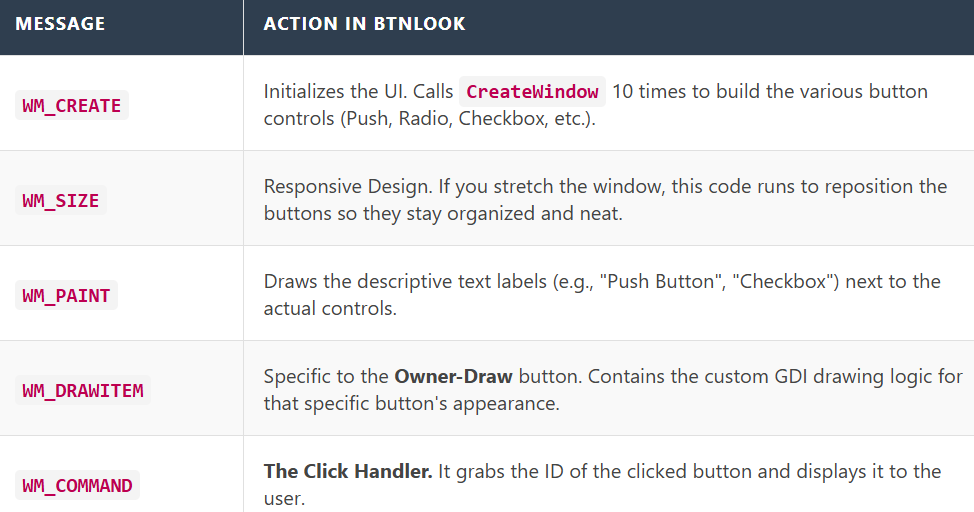 MESSAGE ACTION IN BTNLOOK
WM_CREATE
Initializes the UI. Calls CreateWindow 10 times to build the various button
controls (Push, Radio, Checkbox, etc.).
WM_SIZE
Responsive Design. If you stretch the window, this code runs to reposition the
buttons so they stay organized and neat.
WM_PAINT
Draws the descriptive text labels (e.g., "Push Button", "Checkbox") next to the
actual controls.
WM_DRAWITEM
Specific to the Owner-Draw button. Contains the custom GDI drawing logic for
that specific button's appearance.
WM_COMMAND
The Click Handler. It grabs the ID of the clicked button and displays it to the
user.